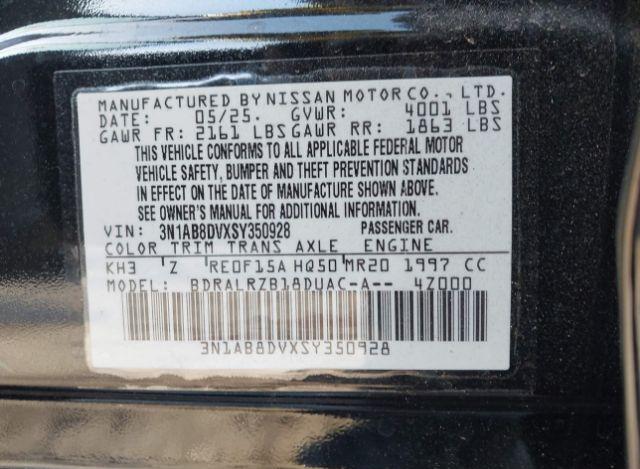 MANUFACTURED BY NISSAN MOTOR CO., LTD.
DATE: 05/25. GVWR: 4001 LBS
GAWR FR: 2161 LBS GAWR RR: 1863 LBS
THIS VEHICLE CONFORMS TO ALL APPLICABLE FEDERAL MOTOR
VEHICLE SAFETY, BUMPER AND THEFT PREVENTION STANDARDS
IN EFFECT ON THE DATE OF MANUFACTURE SHOWN ABOVE.
SEE OWNER'S MANUAL FOR ADDITIONAL INFORMATION.
VIN: 3N1AB8DVXSY350928 PASSENGER CAR.
COLOR TRIM TRANS AXLE ENGINE
KH3 Z RE0F15A HQ50 MR20 1997 CC
MODEL: BDRALRZB18DUAC-A-- 4Z000
3N1AB8DVXSY350928